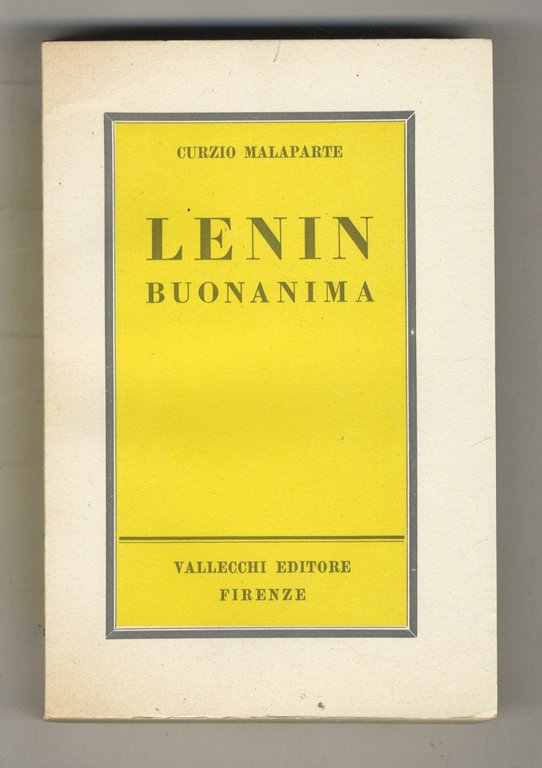 CURZIO MALAPARTE
LENIN
BUONANIMA
VALLECCHI EDITORE
FIRENZE